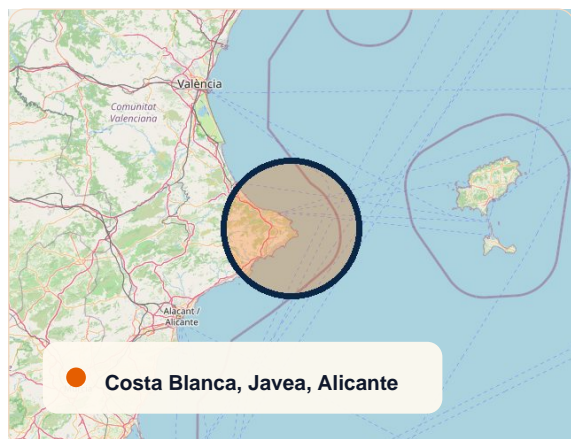 València
Comunitat
Valenciana
Alacant /
Alicante
Costa Blanca, Javea, Alicante